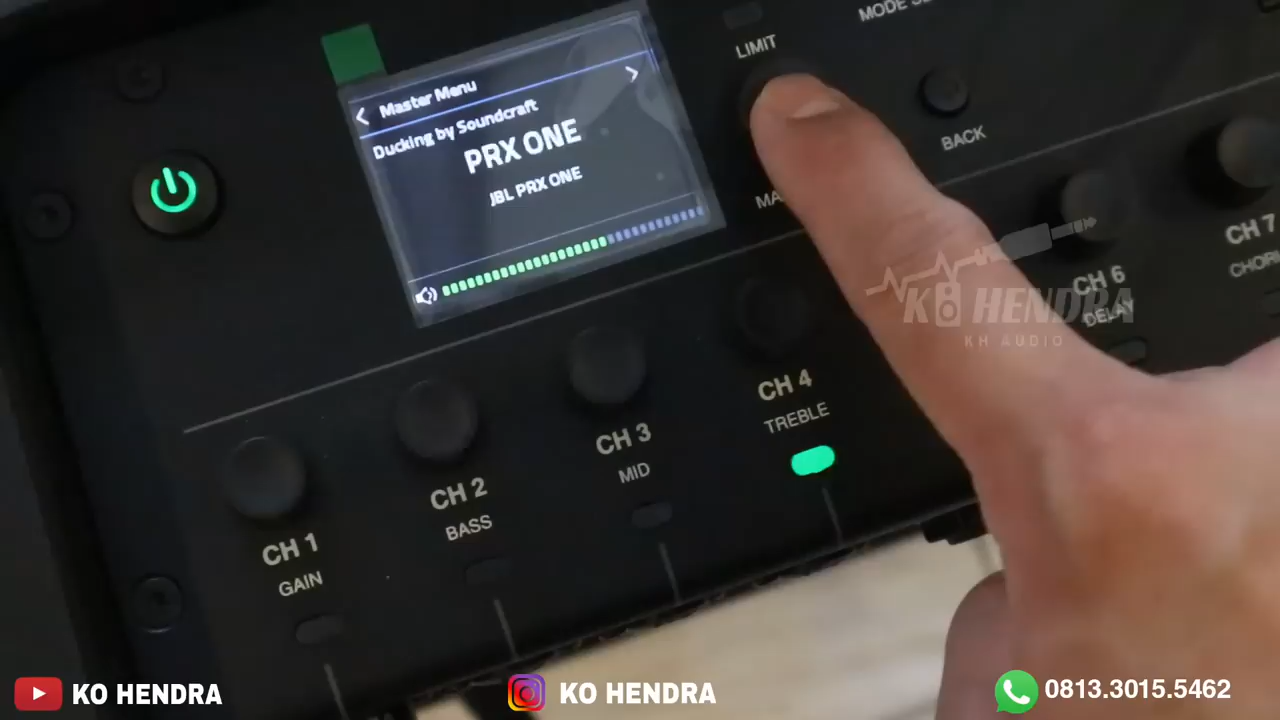 LIMIT
MODE
Master Menu
Ducking by Soundcraft
PRX ONE
JBL PRX ONE
BACK
CH 1
GAIN
CH 2
BASS
CH 3
MID
CH 4
TREBLE
CH 6
DELAY
CH 7
KO HENDRA
KH AUDIO
KO HENDRA
KO HENDRA
0813.3015.5462